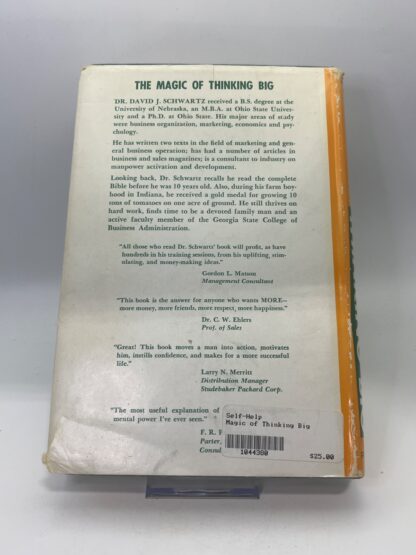 THE MAGIC OF THINKING BIG
DR. DAVID J. SCHWARTZ received a B.S. degree at the
University of Nebraska, an M.B.A. at Ohio State Univer-
sity and a Ph.D. at Ohio State. His major areas of study
were business organization, marketing, economics and psy-
chology.
He has written two texts in the field of marketing and gen-
eral business operation; has had a number of articles in
business and sales magazines; is a consultant to industry on
manpower activation and development.
Looking back, Dr. Schwartz recalls he read the complete
Bible before he was 10 years old. Also, during his farm boy-
hood in Indiana, he received a gold medal for growing 10
tons of tomatoes on one acre of ground. He still thrives on
hard work, finds time to be a devoted family man and an
active faculty member of the Georgia State College of
Business Administration.
"All those who read Dr. Schwartz' book will profit, as have
hundreds in his training sessions, from his uplifting, stim-
ulating, and money-making ideas."
Gordon L. Matson
Management Consultant
"This book is the answer for anyone who wants MORE—
more money, more friends, more respect, more happiness."
Dr. C. W. Ehlers
Prof. of Sales
"Great! This book moves a man into action, motivates
him, instills confidence, and makes for a more successful
life."
Larry N. Merritt
Distribution Manager
Studebaker Packard Corp.
"The most useful explanation of
mental power I've ever seen."
F. R.
Parter,
Consul
Self-Help
Magic of Thinking Big
1044380
$25.00